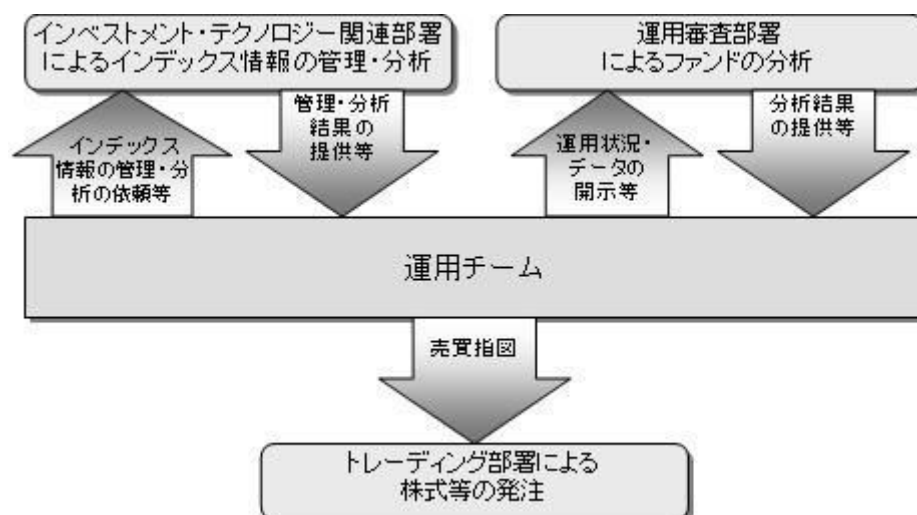 インベストメント・テクノロジー関連部署
によるインデックス情報の管理・分析
運用審査部署
によるファンドの分析
インデックス
情報の管理・分
析の依頼等
管理・分析
結果の
提供等
運用状況・
データの
開示等
分析結果
の提供等
運用チーム
売買指図
トレーディング部署による
株式等の発注